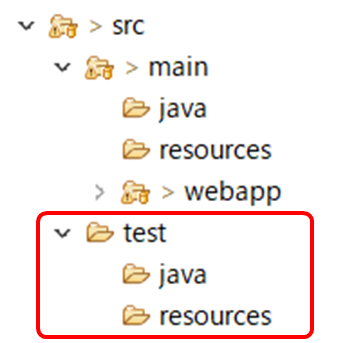 > src
> main
java
resources
> webapp
test
java
resources